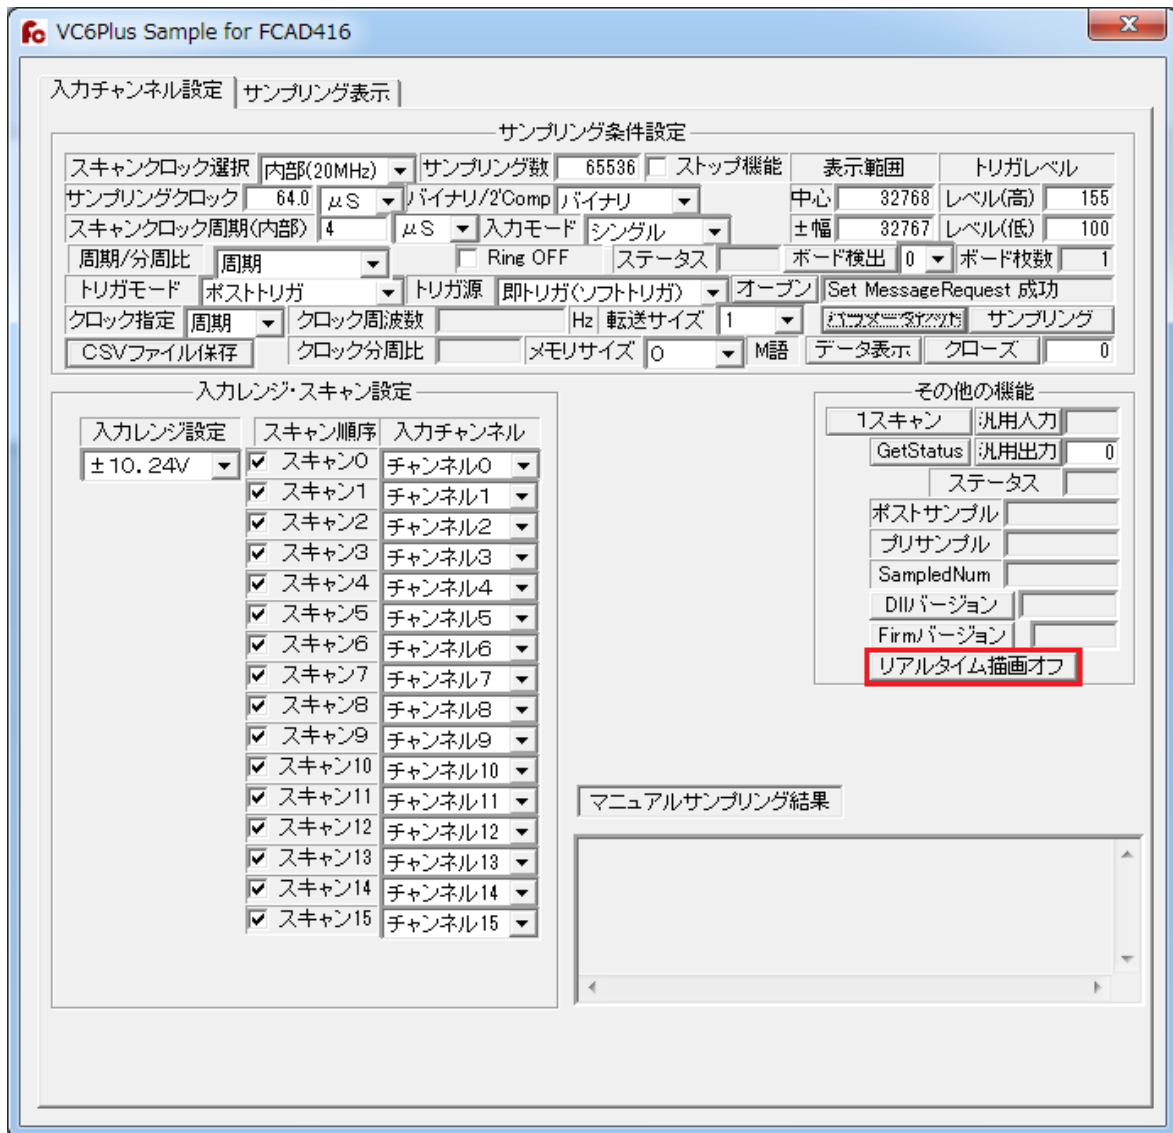 VC6Plus Sample for FCAD416
入力チャンネル設定 サンプリング表示
サンプリング条件設定
スキャンクロック選択 内部(20MHz) サンプリング数 65536 ストップ機能 表示範囲 トリガレベル
サンプリングクロック 64.0 μS バイナリ/2'Comp バイナリ 中心 32768 レベル(高) 155
スキャンクロック周期(内部) 4 μS 入力モード シングル ±幅 32767 レベル(低) 100
周期/分周比 周期 Ring OFF ステータス ボード検出 0 ボード枚数 1
トリガモード ポストトリガ トリガ源 即トリガ(ソフトトリガ) オープン Set MessageRequest 成功
クロック指定 周期 クロック周波数 Hz 転送サイズ 1 サンプリング
CSVファイル保存 クロック分周比 メモリサイズ 0 M語 データ表示 クローズ 0
入力レンジ・スキャン設定
入力レンジ設定 スキャン順序 入力チャンネル
±10.24V スキャン0 チャンネル0
スキャン1 チャンネル1
スキャン2 チャンネル2
スキャン3 チャンネル3
スキャン4 チャンネル4
スキャン5 チャンネル5
スキャン6 チャンネル6
スキャン7 チャンネル7
スキャン8 チャンネル8
スキャン9 チャンネル9
スキャン10 チャンネル10
スキャン11 チャンネル11
スキャン12 チャンネル12
スキャン13 チャンネル13
スキャン14 チャンネル14
スキャン15 チャンネル15
その他の機能
1スキャン 汎用入力
GetStatus 汎用出力 0
ステータス
ポストサンプル
プリサンプル
SampledNum
Dllバージョン
Firmバージョン
リアルタイム描画オフ
マニュアルサンプリング結果